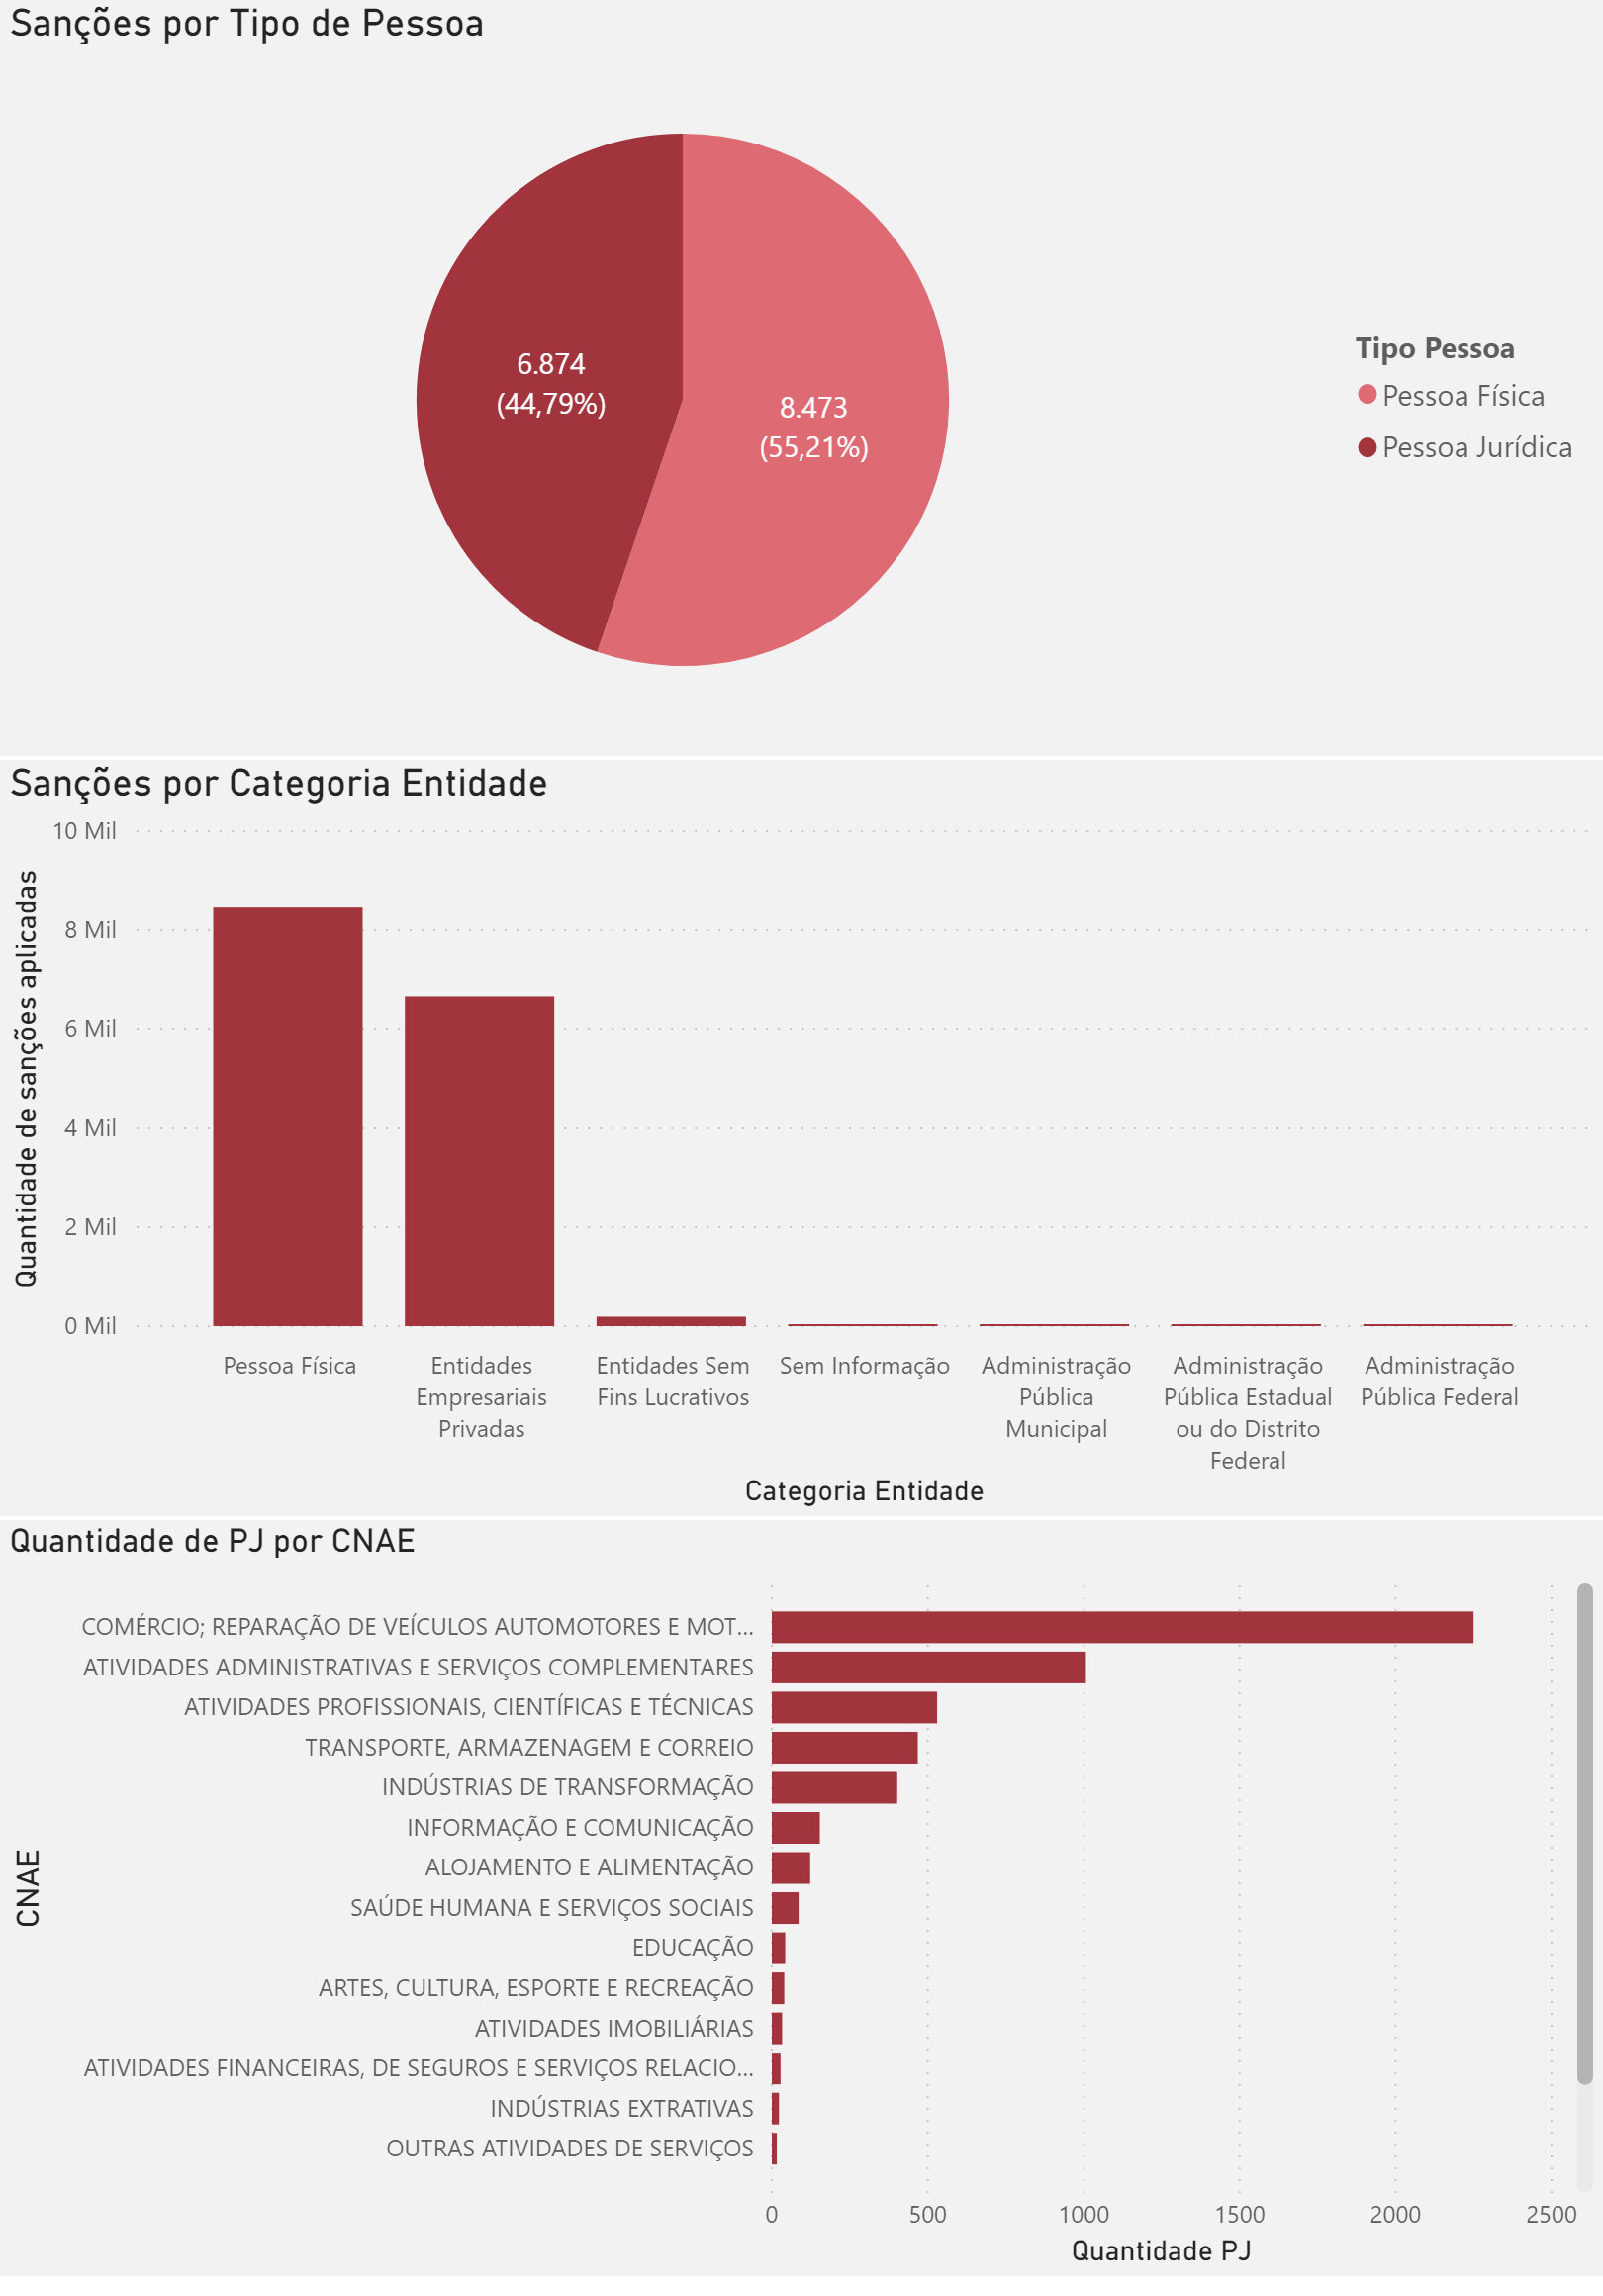 Sanções por Tipo de Pessoa
6.874
(44,79%)
8.473
(55,21%)
Tipo Pessoa
Pessoa Física
Pessoa Jurídica
Sanções por Categoria Entidade
Quantidade de sanções aplicadas
10 Mil
8 Mil
6 Mil
4 Mil
2 Mil
0 Mil
Pessoa Física
Entidades
Empresariais
Privadas
Entidades Sem
Fins Lucrativos
Sem Informação
Administração
Pública
Municipal
Administração
Pública Estadual
ou do Distrito
Federal
Administração
Pública Federal
Categoria Entidade
Quantidade de PJ por CNAE
CNAE
COMÉRCIO; REPARAÇÃO DE VEÍCULOS AUTOMOTORES E MOT...
ATIVIDADES ADMINISTRATIVAS E SERVIÇOS COMPLEMENTARES
ATIVIDADES PROFISSIONAIS, CIENTÍFICAS E TÉCNICAS
TRANSPORTE, ARMAZENAGEM E CORREIO
INDÚSTRIAS DE TRANSFORMAÇÃO
INFORMAÇÃO E COMUNICAÇÃO
ALOJAMENTO E ALIMENTAÇÃO
SAÚDE HUMANA E SERVIÇOS SOCIAIS
EDUCAÇÃO
ARTES, CULTURA, ESPORTE E RECREAÇÃO
ATIVIDADES IMOBILIÁRIAS
ATIVIDADES FINANCEIRAS, DE SEGUROS E SERVIÇOS RELACIO...
INDÚSTRIAS EXTRATIVAS
OUTRAS ATIVIDADES DE SERVIÇOS
0 500 1000 1500 2000 2500
Quantidade PJ